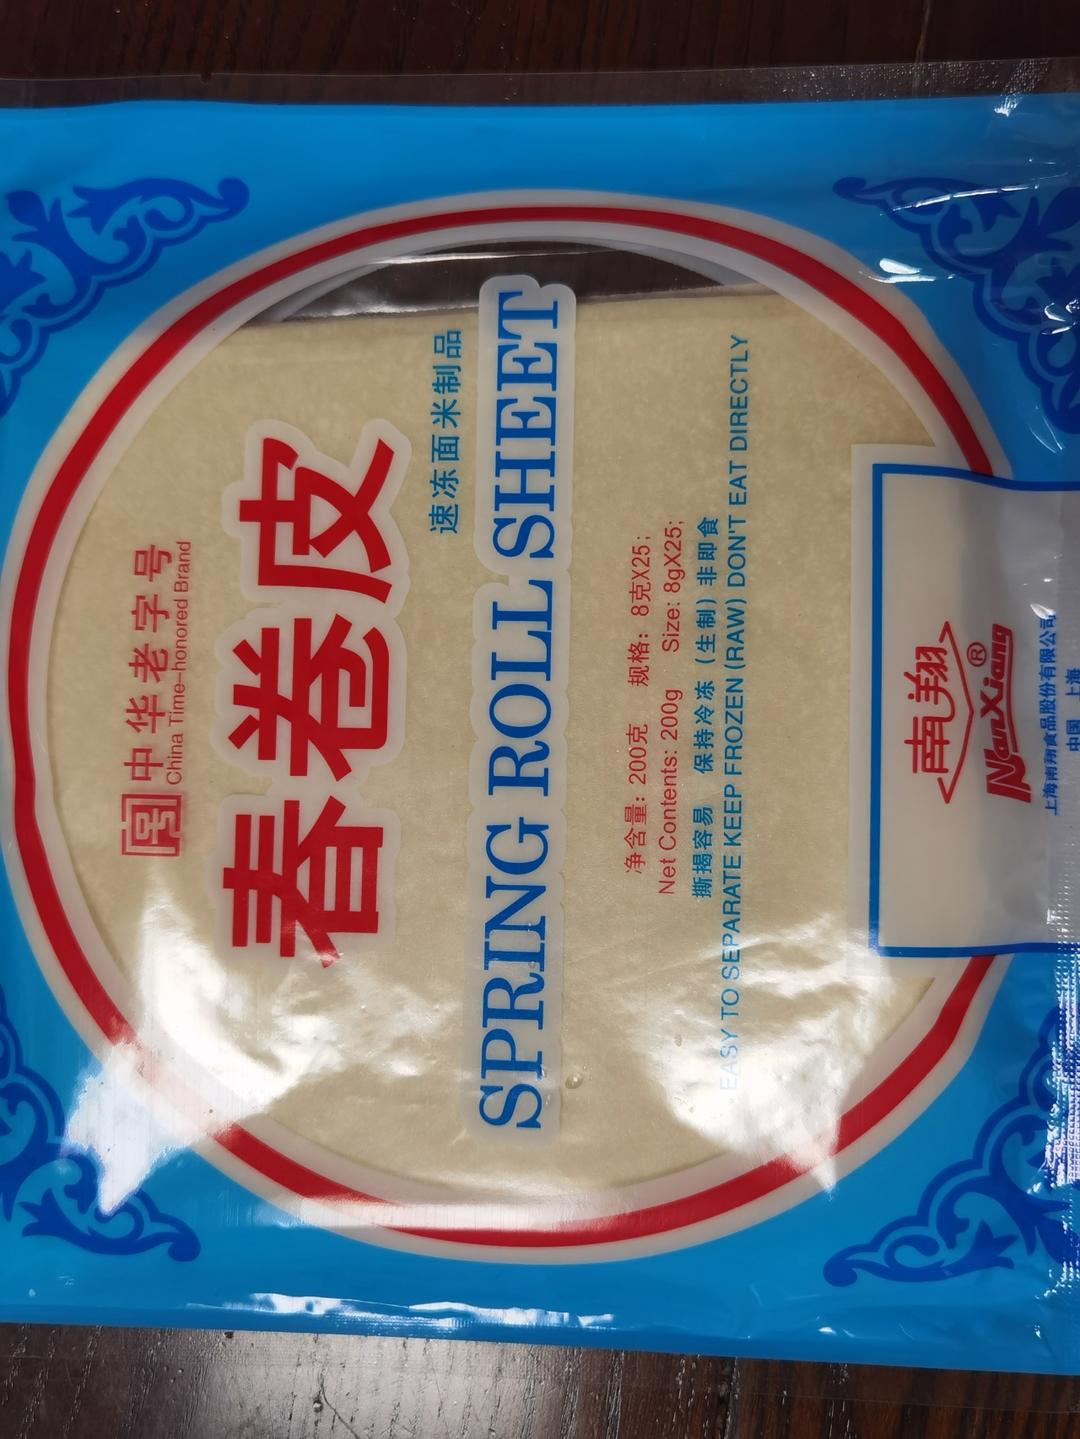 中华老字号
China Time-honored Brand
春卷皮
速冻面米制品
SPRING ROLL SHEET
净含量：200克 规格：8克X25；
Net Contents: 200g Size: 8gX25;
撕揭容易 保持冷冻（生制）非即食
EASY TO SEPARATE KEEP FROZEN (RAW) DON'T EAT DIRECTLY
南翔
NanXiang®
上海南翔食品股份有限公司
中国 上海